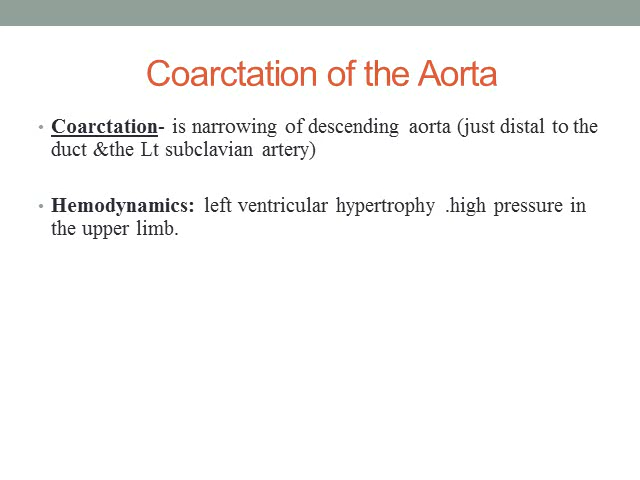 Coarctation of the Aorta
• Coarctation- is narrowing of descending aorta (just distal to the
duct &the Lt subclavian artery)
• Hemodynamics: left ventricular hypertrophy .high pressure in
the upper limb.